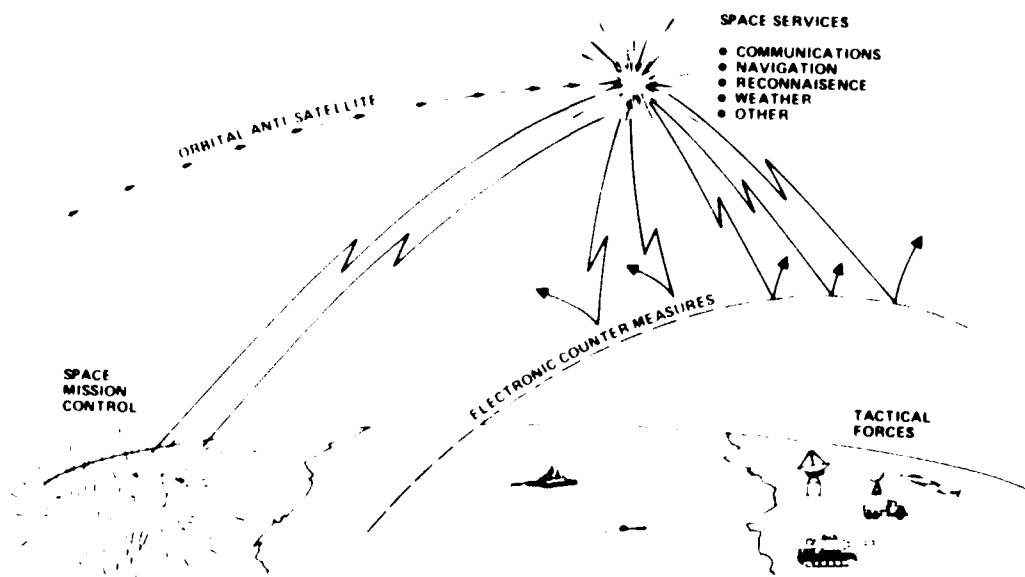 SPACE SERVICES
● COMMUNICATIONS
● NAVIGATION
● RECONNAISENCE
● WEATHER
● OTHER
ORBITAL ANTI SATELLITE
ELECTRONIC COUNTER MEASURES
SPACE
MISSION
CONTROL
TACTICAL
FORCES